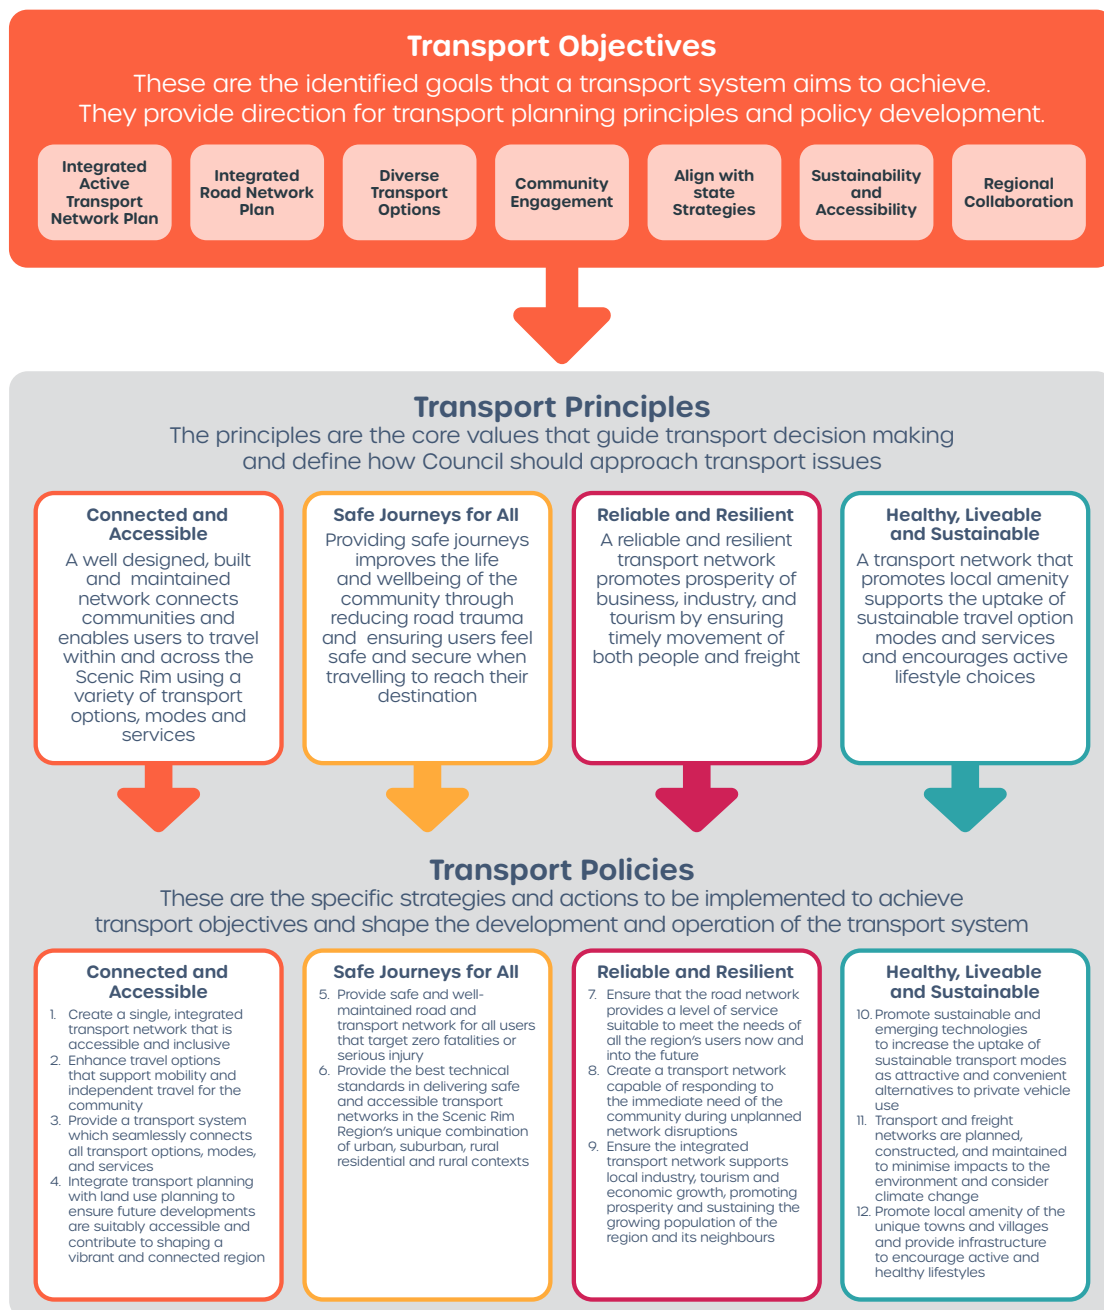 Transport Objectives
These are the identified goals that a transport system aims to achieve.
They provide direction for transport planning principles and policy development.
Integrated
Active
Transport
Network Plan
Integrated
Road Network
Plan
Diverse
Transport
Options
Community
Engagement
Align with
state
Strategies
Sustainability
and
Accessibility
Regional
Collaboration
Transport Principles
The principles are the core values that guide transport decision making
and define how Council should approach transport issues
Connected and
Accessible
A well designed, built
and maintained
network connects
communities and
enables users to travel
within and across the
Scenic Rim using a
variety of transport
options, modes and
services
Safe Journeys for All
Providing safe journeys
improves the life
and wellbeing of the
community through
reducing road trauma
and ensuring users feel
safe and secure when
travelling to reach their
destination
Reliable and Resilient
A reliable and resilient
transport network
promotes prosperity of
business, industry, and
tourism by ensuring
timely movement of
both people and freight
Healthy, Liveable
and Sustainable
A transport network that
promotes local amenity
supports the uptake of
sustainable travel option
modes and services
and encourages active
lifestyle choices
Transport Policies
These are the specific strategies and actions to be implemented to achieve
transport objectives and shape the development and operation of the transport system
Connected and
Accessible
1. Create a single, integrated
transport network that is
accessible and inclusive
2. Enhance travel options
that support mobility and
independent travel for the
community
3. Provide a transport system
which seamlessly connects
all transport options, modes,
and services
4. Integrate transport planning
with land use planning to
ensure future developments
are suitably accessible and
contribute to shaping a
vibrant and connected region
Safe Journeys for All
5. Provide safe and well-
maintained road and
transport network for all users
that target zero fatalities or
serious injury
6. Provide the best technical
standards in delivering safe
and accessible transport
networks in the Scenic Rim
Region's unique combination
of urban, suburban, rural
residential and rural contexts
Reliable and Resilient
7. Ensure that the road network
provides a level of service
suitable to meet the needs of
all the region's users now and
into the future
8. Create a transport network
capable of responding to
the immediate need of the
community during unplanned
network disruptions
9. Ensure the integrated
transport network supports
local industry, tourism and
economic growth, promoting
prosperity and sustaining the
growing population of the
region and its neighbours
Healthy, Liveable
and Sustainable
10. Promote sustainable and
emerging technologies
to increase the uptake of
sustainable transport modes
as attractive and convenient
alternatives to private vehicle
use
11. Transport and freight
networks are planned,
constructed, and maintained
to minimise impacts to the
environment and consider
climate change
12. Promote local amenity of the
unique towns and villages
and provide infrastructure
to encourage active and
healthy lifestyles